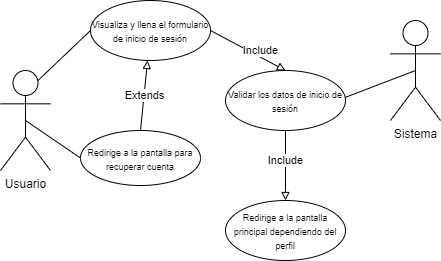 Visualiza y llena el formulario
de inicio de sesión
Include
Extends
Validar los datos de inicio de
sesión
Sistema
Redirige a la pantalla para
recuperar cuenta
Usuario
Include
Redirige a la pantalla
principal dependiendo del
perfil